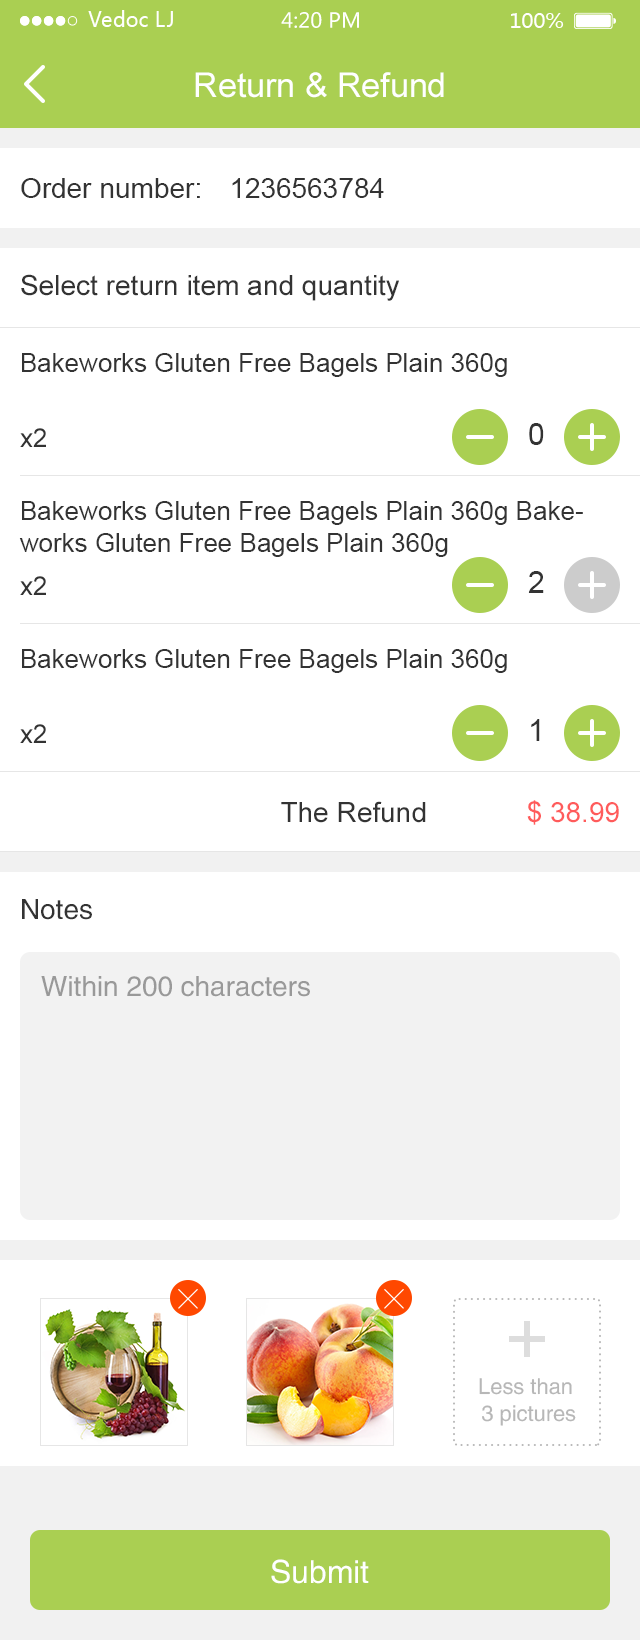 Vedoc LJ 4:20 PM 100%
Return & Refund
Order number: 1236563784
Select return item and quantity
Bakeworks Gluten Free Bagels Plain 360g
x2 0
Bakeworks Gluten Free Bagels Plain 360g Bake-
works Gluten Free Bagels Plain 360g
x2 2
Bakeworks Gluten Free Bagels Plain 360g
x2 1
The Refund $ 38.99
Notes
Within 200 characters
Less than
3 pictures
Submit